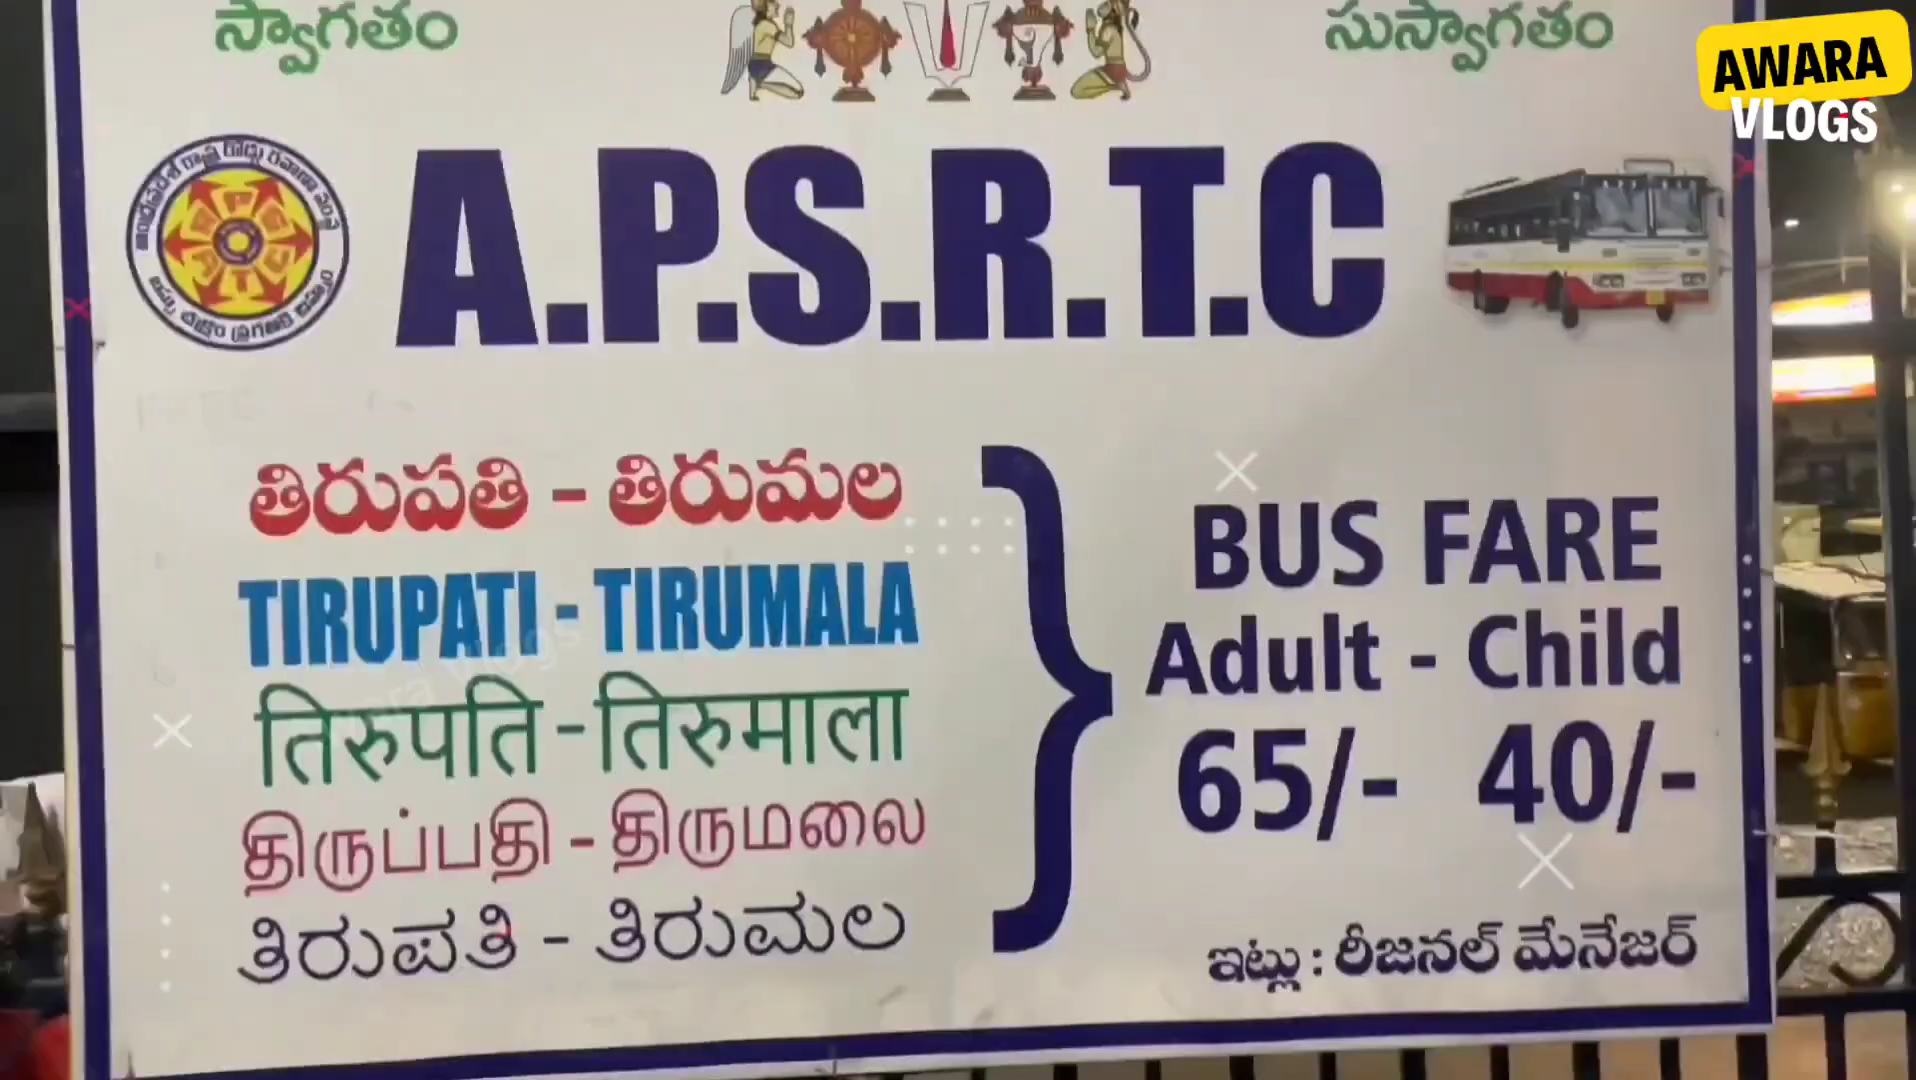 స్వాగతం
సుస్వాగతం
AWARA
VLOGS
A.P.S.R.T.C
తిరుపతి - తిరుమల
TIRUPATI - TIRUMALA
तिरुपति - तिरुमाला
திருப்பதி - திருமலை
ತಿರುಪತಿ - ತಿರುಮಲ
BUS FARE
Adult - Child
65/- 40/-
ఇట్లు : రీజనల్ మేనేజర్